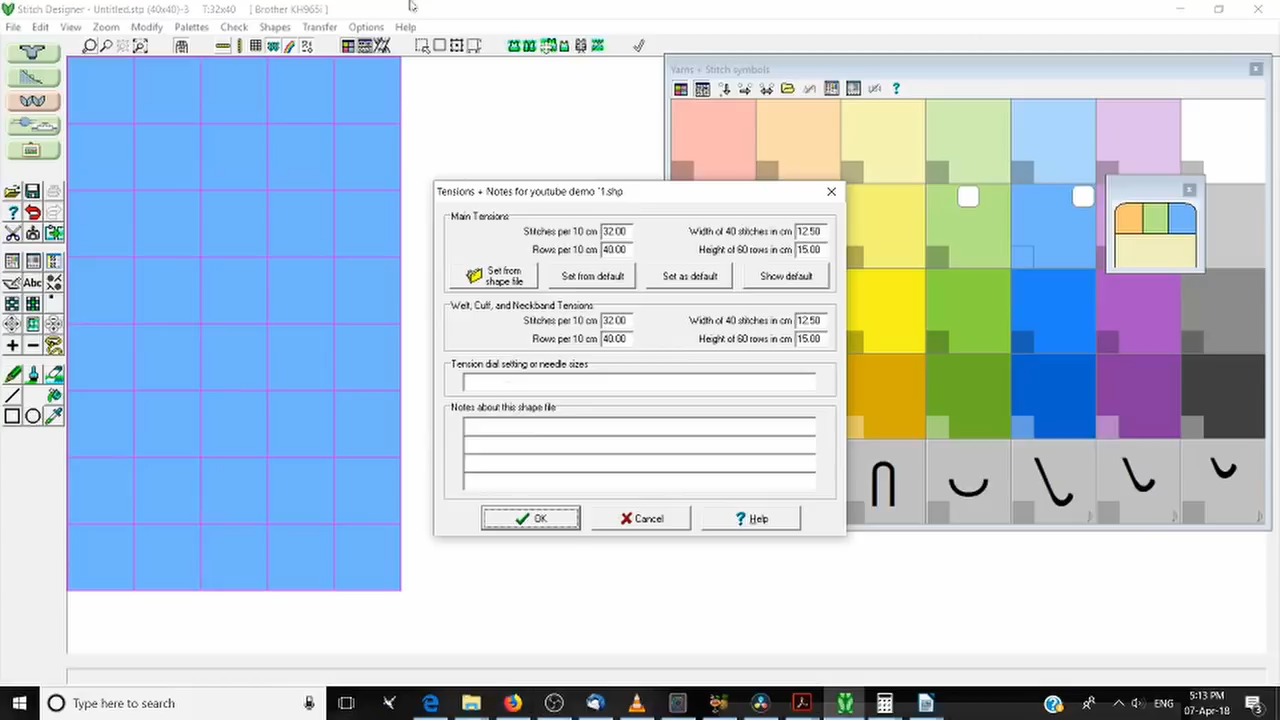 Stitch Designer - Untitled.stp (40x40)-3 T:32x40 [ Brother KH965i ]
File Edit View Zoom Modify Palettes Check Shapes Transfer Options Help
Yarns + Stitch symbols
Tensions + Notes for youtube demo '1.shp
Main Tensions
Stitches per 10 cm 32.00 Width of 40 stitches in cm 12.50
Rows per 10 cm 40.00 Height of 60 rows in cm 15.00
Set from shape file Set from default Set as default Show default
Welt, Cuff, and Neckband Tensions
Stitches per 10 cm 32.00 Width of 40 stitches in cm 12.50
Rows per 10 cm 40.00 Height of 60 rows in cm 15.00
Tension dial setting or needle sizes
Notes about this shape file
OK Cancel Help
Abc
Type here to search
ENG
5:13 PM
07-Apr-18